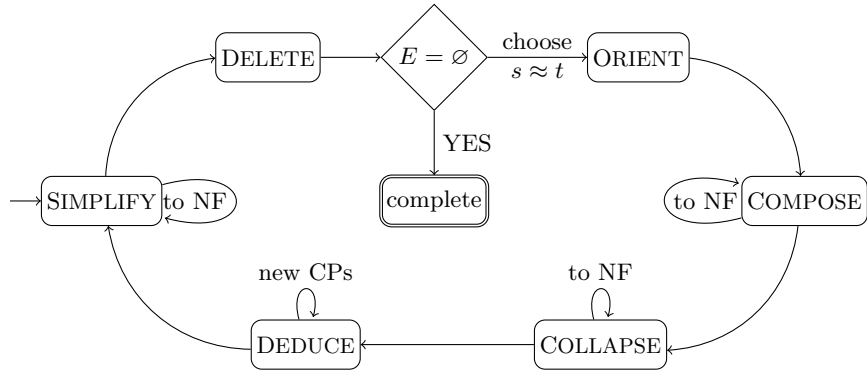 DELETE
E = ∅
choose
s ≈ t
ORIENT
YES
SIMPLIFY
to NF
complete
to NF
COMPOSE
new CPs
to NF
DEDUCE
COLLAPSE